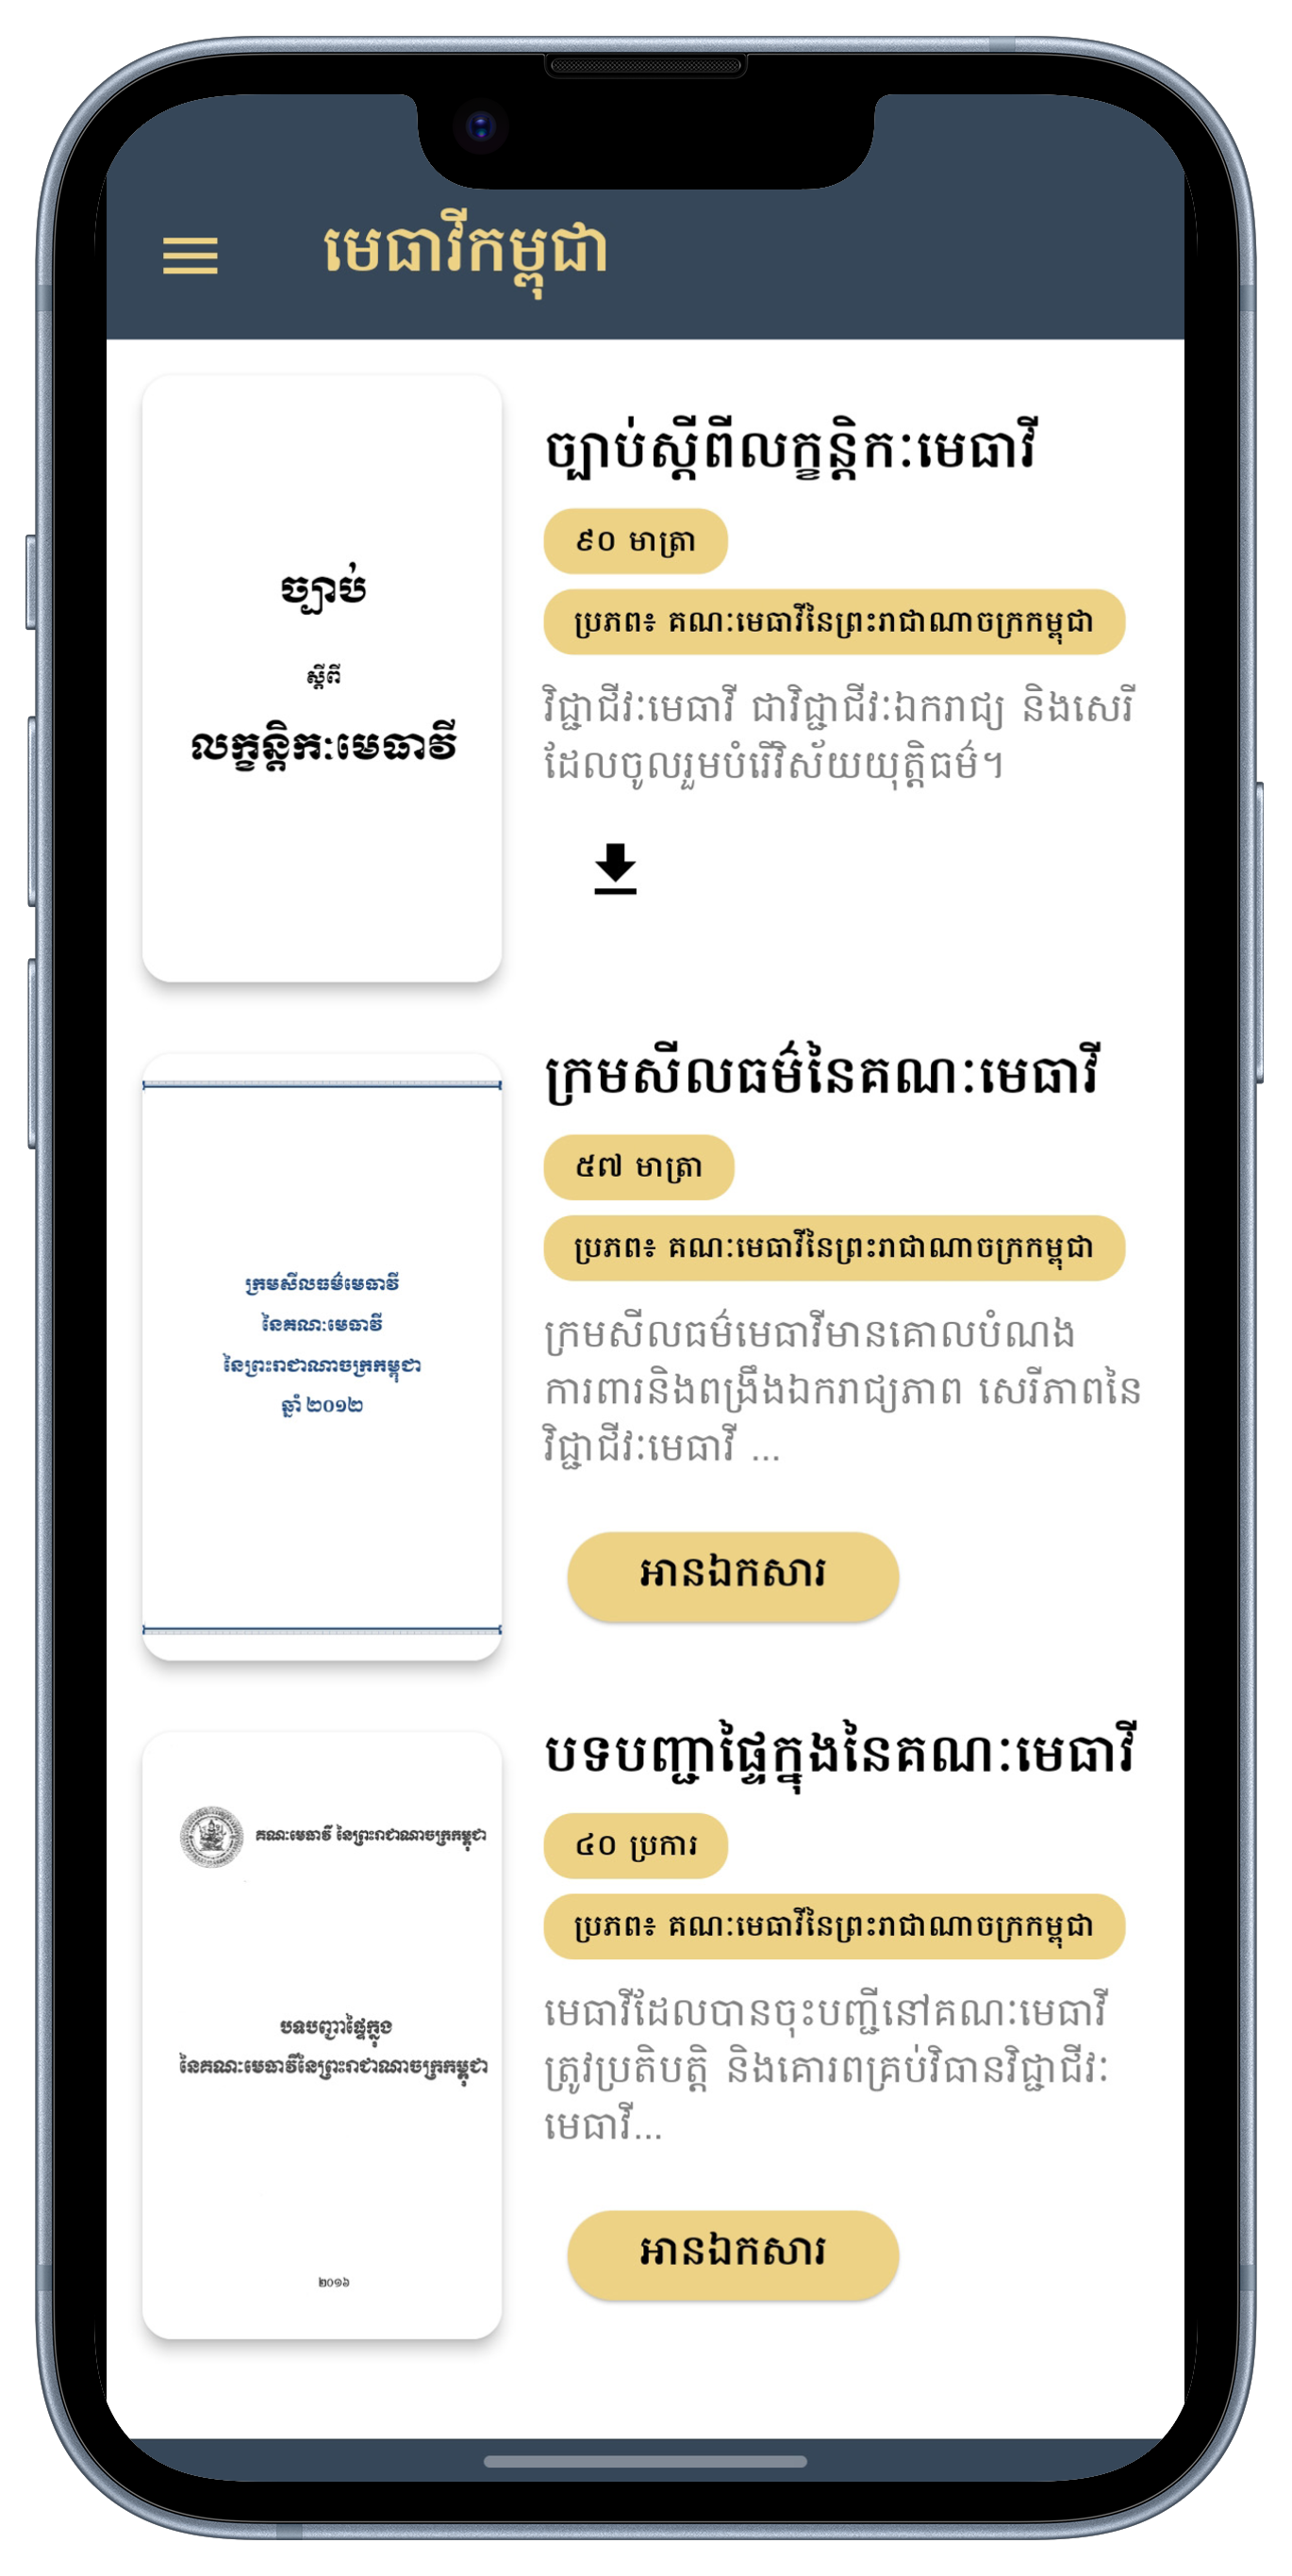 មេធាវីកម្ពុជា
ច្បាប់
ស្តីពី
លក្ខន្តិកៈមេធាវី
ច្បាប់ស្តីពីលក្ខន្តិកៈមេធាវី
៩០ មាត្រា
ប្រភព៖ គណៈមេធាវីនៃព្រះរាជាណាចក្រកម្ពុជា
វិជ្ជាជីវៈមេធាវី ជាវិជ្ជាជីវៈឯករាជ្យ និងសេរី
ដែលចូលរួមបំរើវិស័យយុត្តិធម៌។
ក្រមសីលធម៌មេធាវី
នៃគណៈមេធាវី
នៃព្រះរាជាណាចក្រកម្ពុជា
ឆ្នាំ ២០១២
ក្រមសីលធម៌នៃគណៈមេធាវី
៥៧ មាត្រា
ប្រភព៖ គណៈមេធាវីនៃព្រះរាជាណាចក្រកម្ពុជា
ក្រមសីលធម៌មេធាវីមានគោលបំណង
ការពារនិងពង្រឹងឯករាជ្យភាព សេរីភាពនៃ
វិជ្ជាជីវៈមេធាវី ...
អានឯកសារ
គណៈមេធាវី នៃព្រះរាជាណាចក្រកម្ពុជា
បទបញ្ជាផ្ទៃក្នុង
នៃគណៈមេធាវីនៃព្រះរាជាណាចក្រកម្ពុជា
២០១៦
បទបញ្ជាផ្ទៃក្នុងនៃគណៈមេធាវី
៤០ ប្រការ
ប្រភព៖ គណៈមេធាវីនៃព្រះរាជាណាចក្រកម្ពុជា
មេធាវីដែលបានចុះបញ្ជីនៅគណៈមេធាវី
ត្រូវប្រតិបត្តិ និងគោរពគ្រប់វិធានវិជ្ជាជីវៈ
មេធាវី...
អានឯកសារ